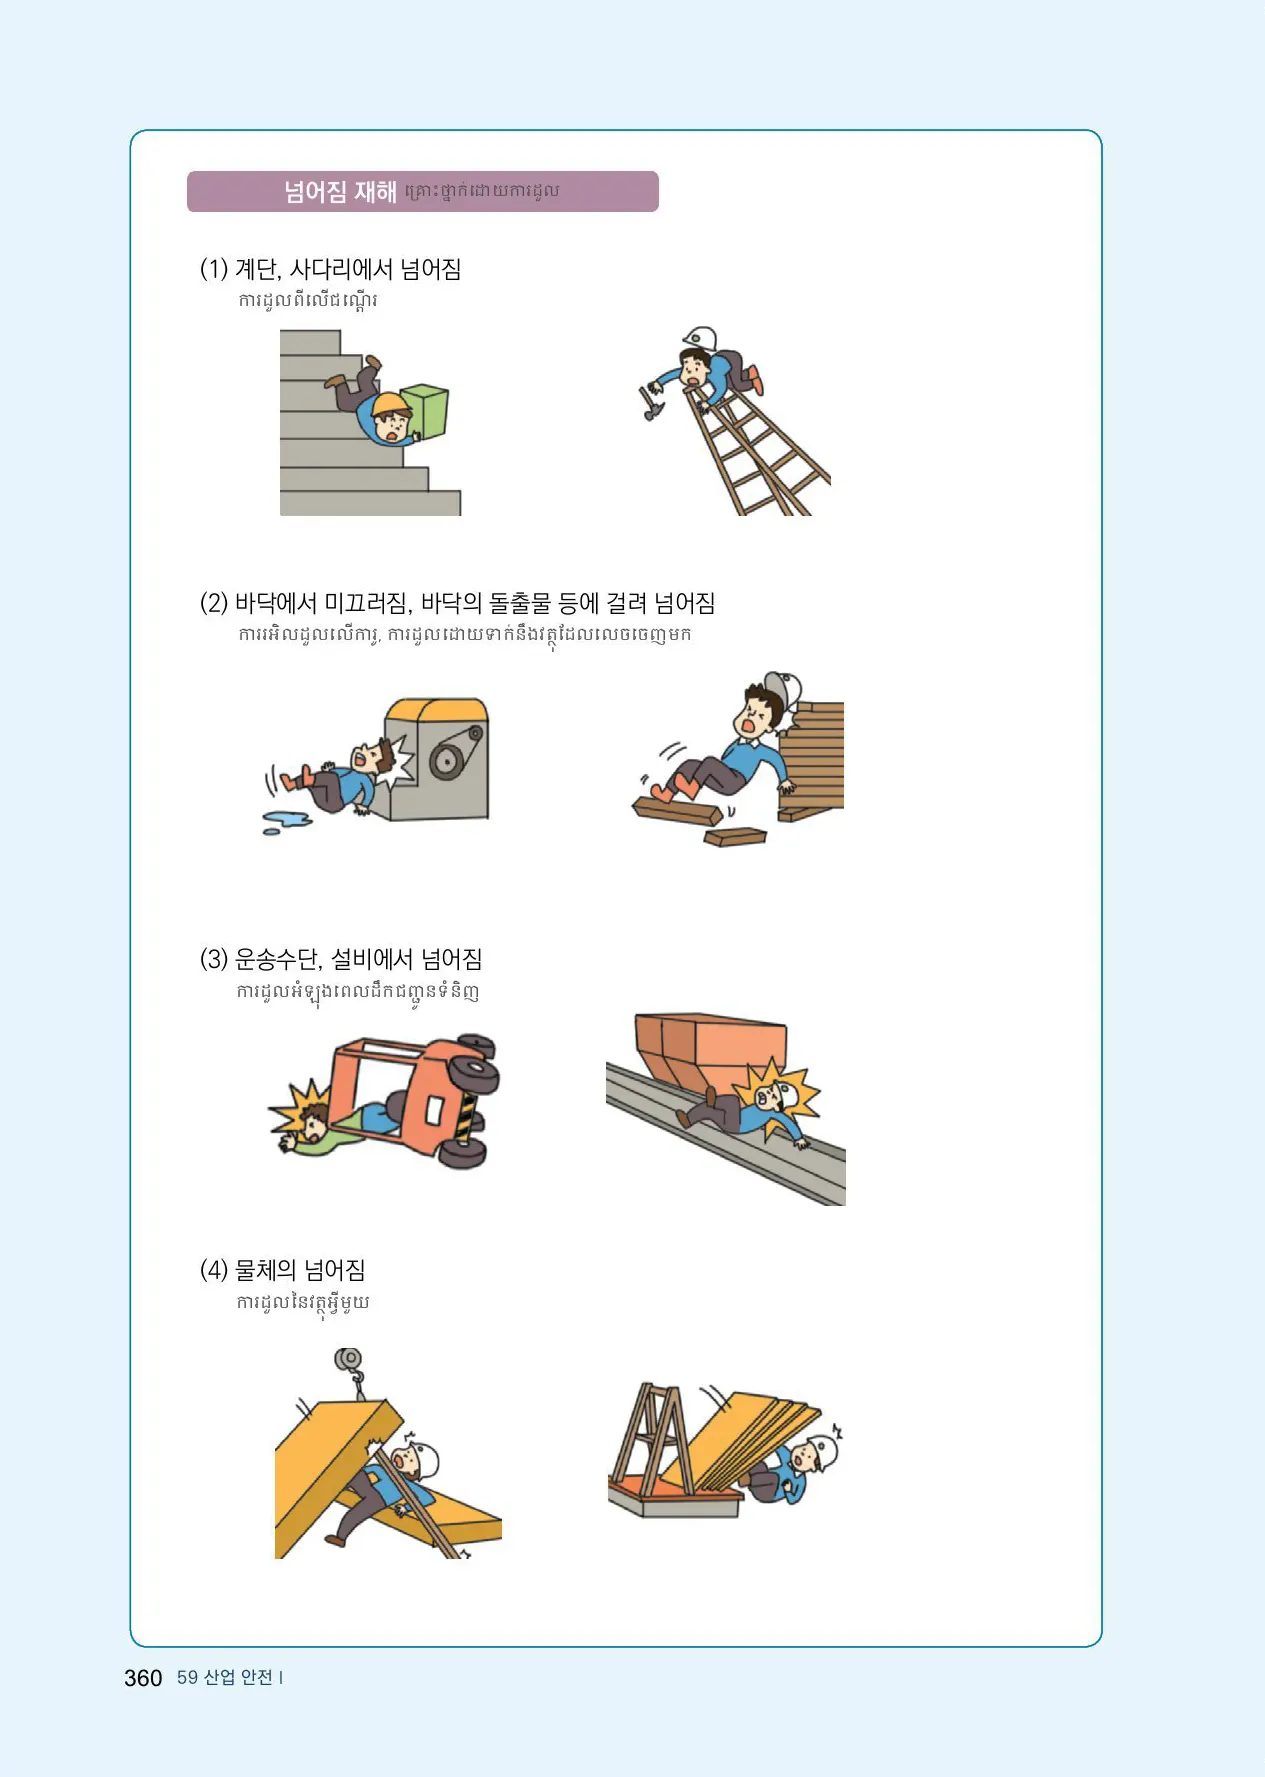 넘어짐 재해 គ្រោះថ្នាក់ដោយការដួល
(1) 계단, 사다리에서 넘어짐
ការដួលពីលើជណ្តើរ
(2) 바닥에서 미끄러짐, 바닥의 돌출물 등에 걸려 넘어짐
ការរអិលដួលលើការូ, ការដួលដោយទាក់នឹងវត្ថុដែលលេចចេញមក
(3) 운송수단, 설비에서 넘어짐
ការដួលអំឡុងពេលដឹកជញ្ជូនទំនិញ
(4) 물체의 넘어짐
ការដួលនៃវត្ថុអ្វីមួយ
360 59 산업 안전 I